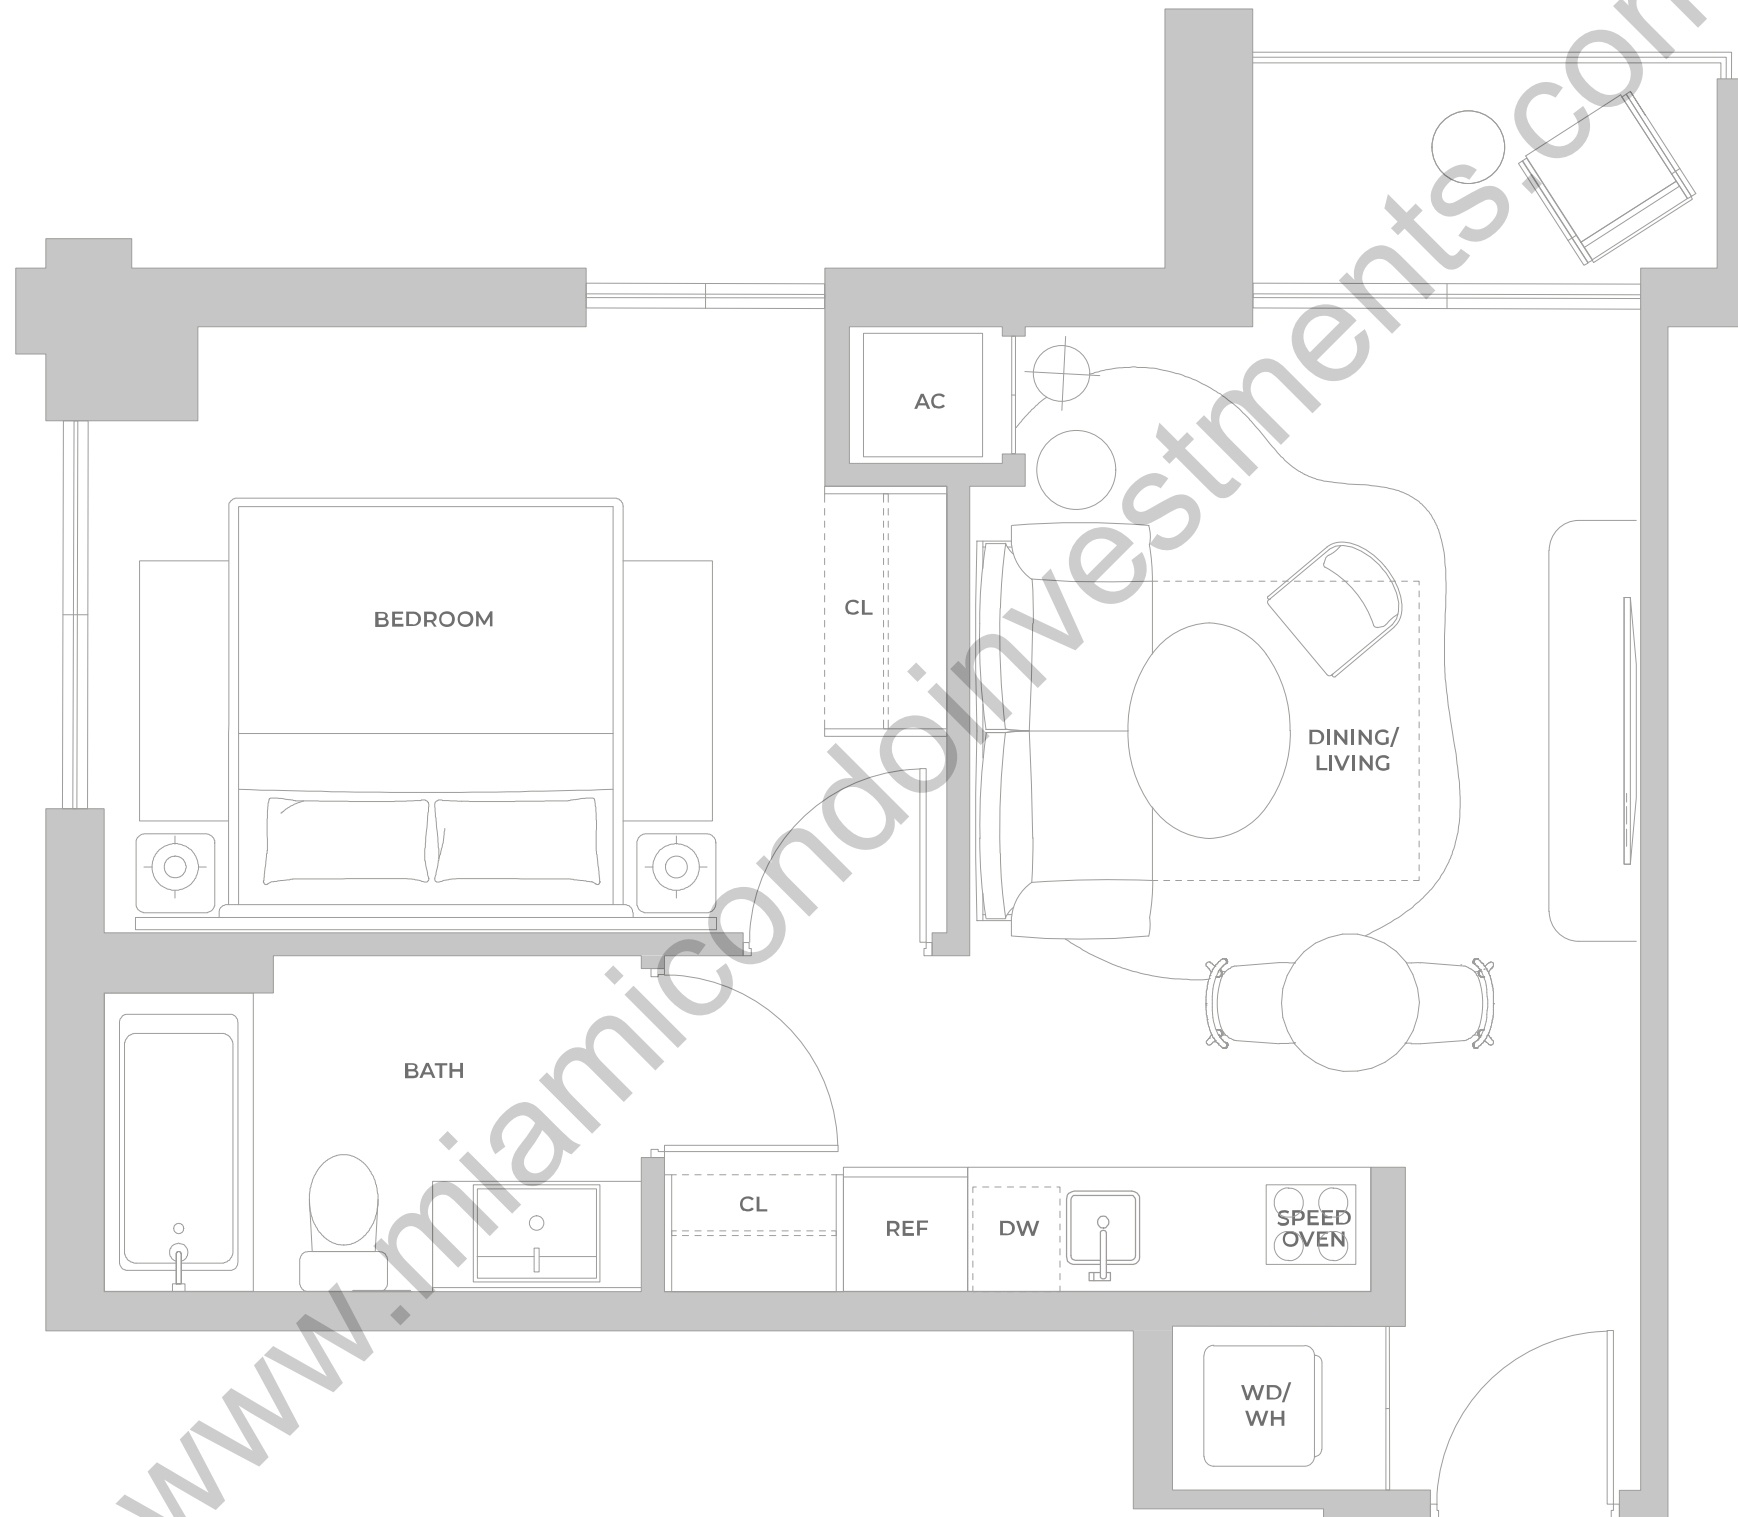 AC
BEDROOM
CL
DINING/
LIVING
BATH
CL
REF
DW
SPEED
OVEN
WD/
WH
www.miamicondoinvestments.com